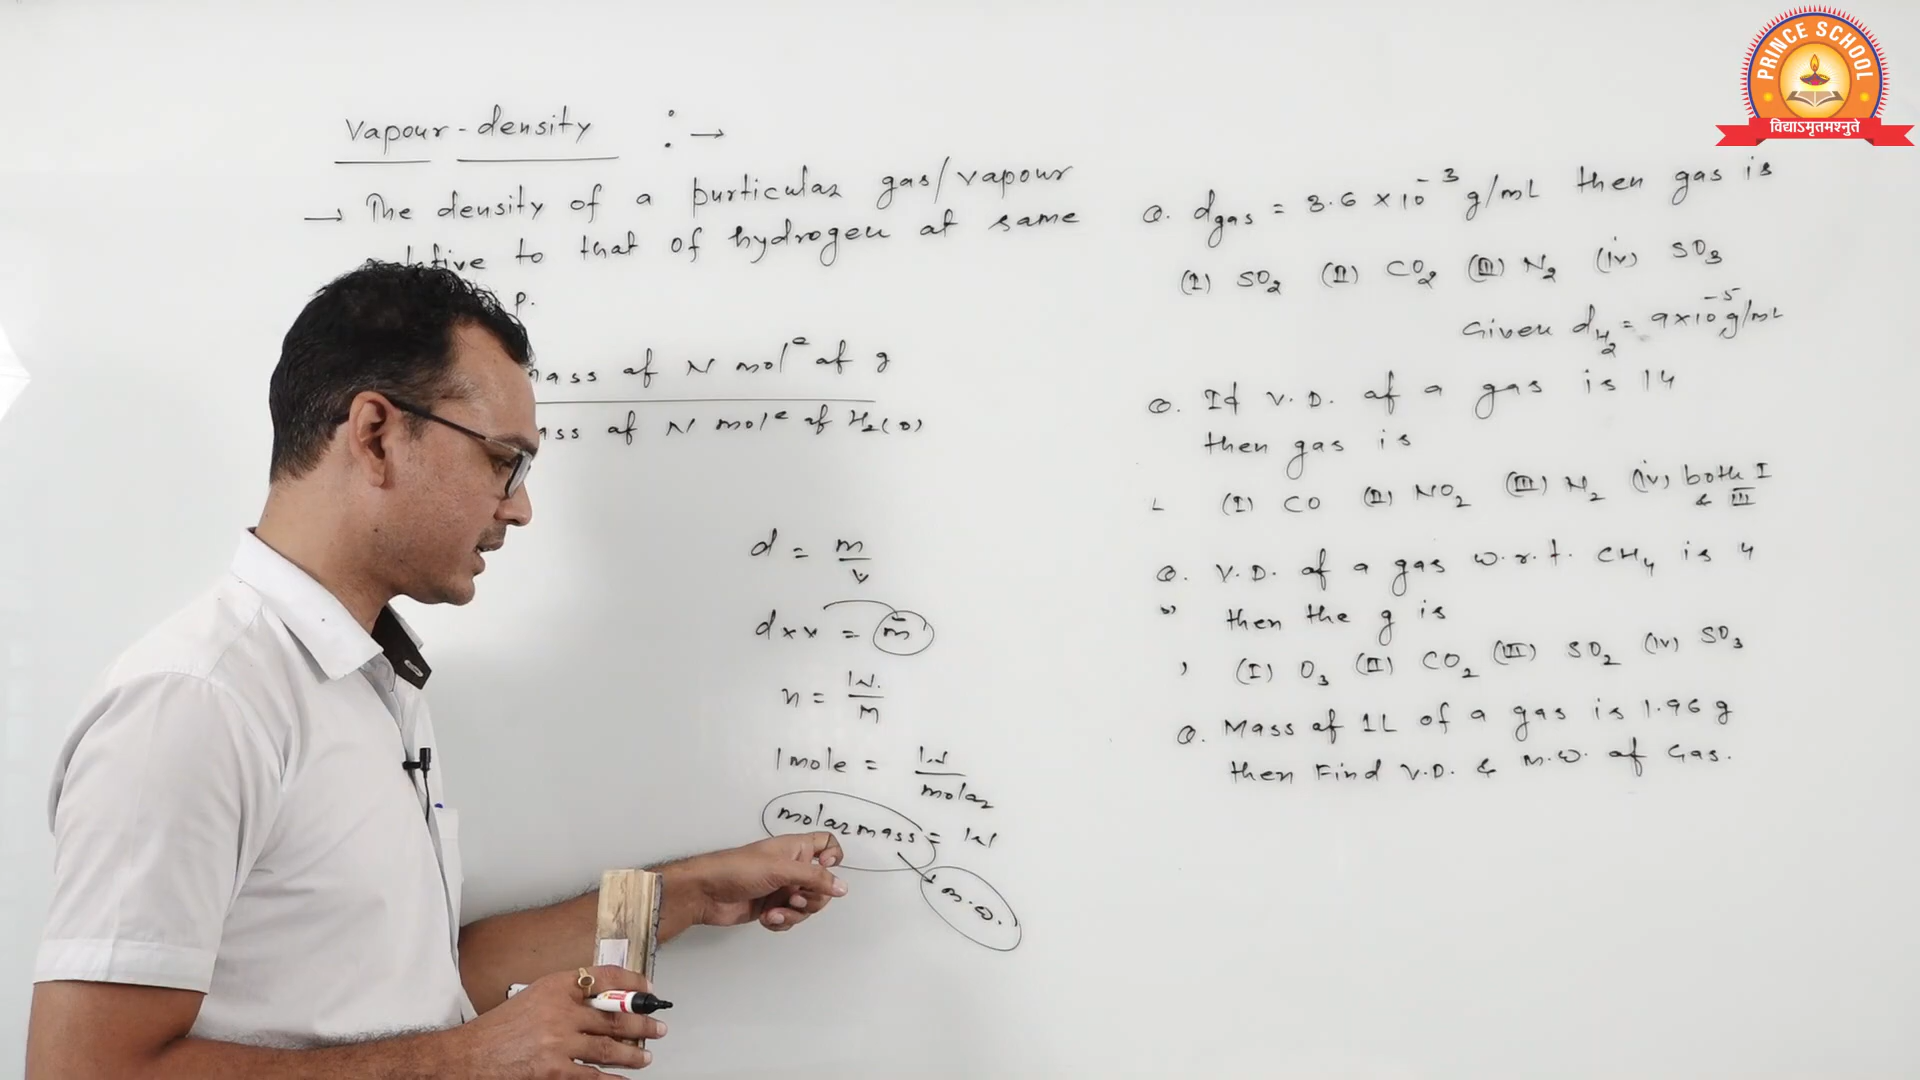 PRINCE SCHOOL
विद्याऽमृतमश्नुते
Vapour-density :→
→ The density of a purticular gas/vapour
to that of hydrogen at same
P.
mass of N mol^e of g
of N mol^e of H₂(g)
d = m/v
d×v = m
n = W./M
1 mole = W/molar
molar mass = W
M.W.
Q. dgas = 3.6 × 10⁻³ g/mL then gas is
(I) SO₂ (II) CO₂ (III) N₂ (iv) SO₃
Given dH₂ = 9×10⁻⁵ g/mL
Q. If V.D. of a gas is 14
then gas is
(I) CO (II) NO₂ (III) N₂ (iv) both I & III
Q. V.D. of a gas w.r.t. CH₄ is 4
then the g is
(I) O₃ (II) CO₂ (III) SO₂ (iv) SO₃
Q. Mass of 1L of a gas is 1.96 g
then Find V.D. & M.W. of Gas.